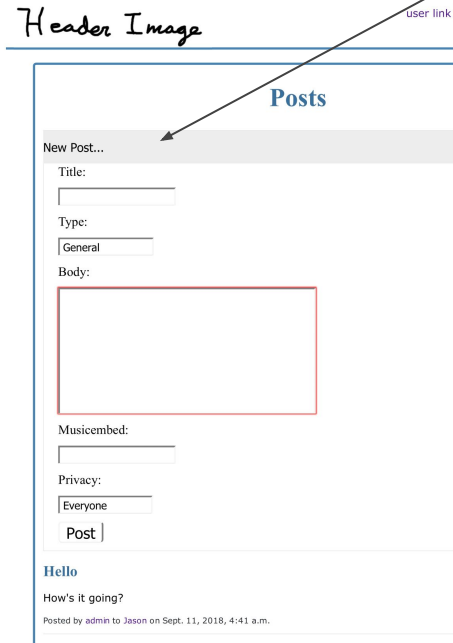 Header Image
user link
Posts
New Post...
Title:
Type:
General
Body:
Musicembed:
Privacy:
Everyone
Post
Hello
How's it going?
Posted by admin to Jason on Sept. 11, 2018, 4:41 a.m.